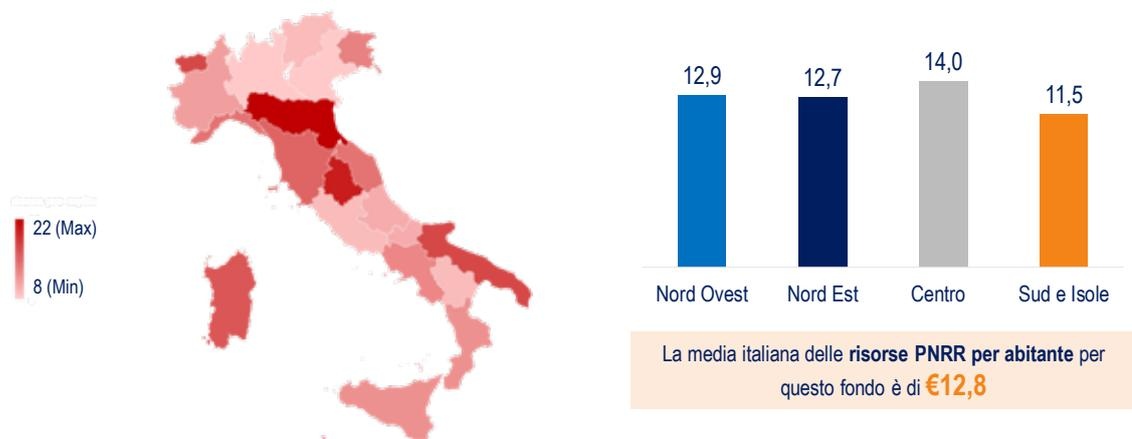 22 (Max)
8 (Min)
12,9
12,7
14,0
11,5
Nord Ovest
Nord Est
Centro
Sud e Isole
La media italiana delle risorse PNRR per abitante per
questo fondo è di €12,8